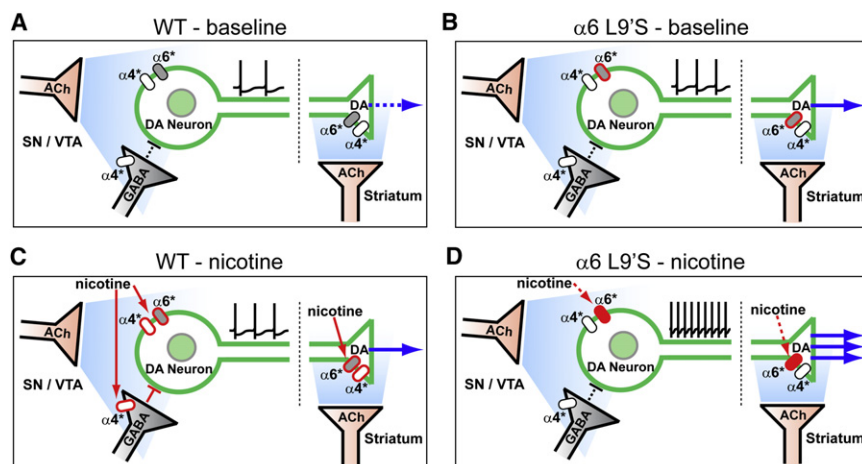 A
WT - baseline
ACh
SN / VTA
α4*
α6*
DA Neuron
α4*
GABA
DA
α6*
α4*
ACh
Striatum
B
α6 L9'S - baseline
ACh
SN / VTA
α4*
α6*
DA Neuron
α4*
GABA
DA
α6*
α4*
ACh
Striatum
C
WT - nicotine
nicotine
ACh
SN / VTA
α4*
α6*
DA Neuron
α4*
GABA
nicotine
DA
α6*
α4*
ACh
Striatum
D
α6 L9'S - nicotine
nicotine
ACh
SN / VTA
α4*
α6*
DA Neuron
α4*
GABA
nicotine
DA
α6*
α4*
ACh
Striatum